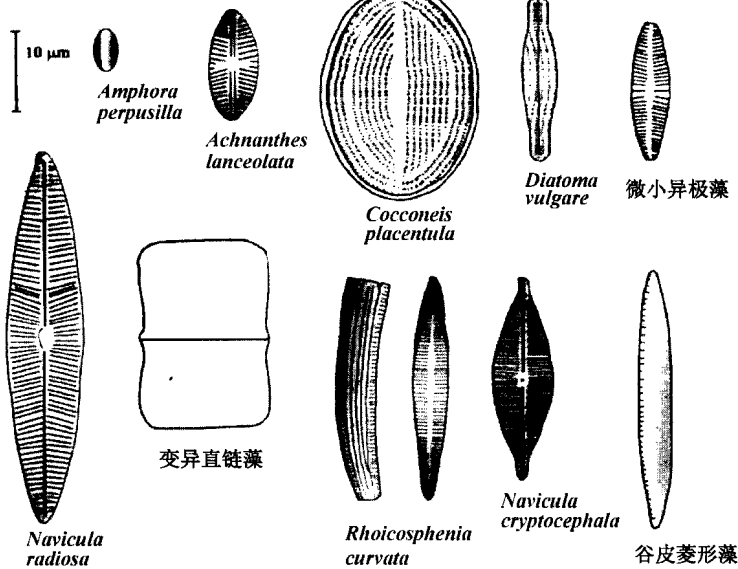 10 μm
Amphora
perpusilla
Achnanthes
lanceolata
Cocconeis
placentula
Diatoma
vulgare
微小异极藻
Navicula
radiosa
变异直链藻
Rhoicosphenia
curvata
Navicula
cryptocephala
谷皮菱形藻